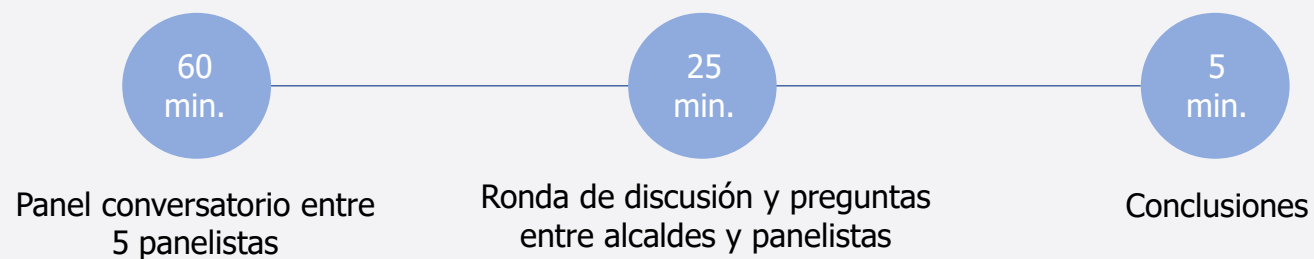 60
min.
25
min.
5
min.
Panel conversatorio entre
5 panelistas
Ronda de discusión y preguntas
entre alcaldes y panelistas
Conclusiones